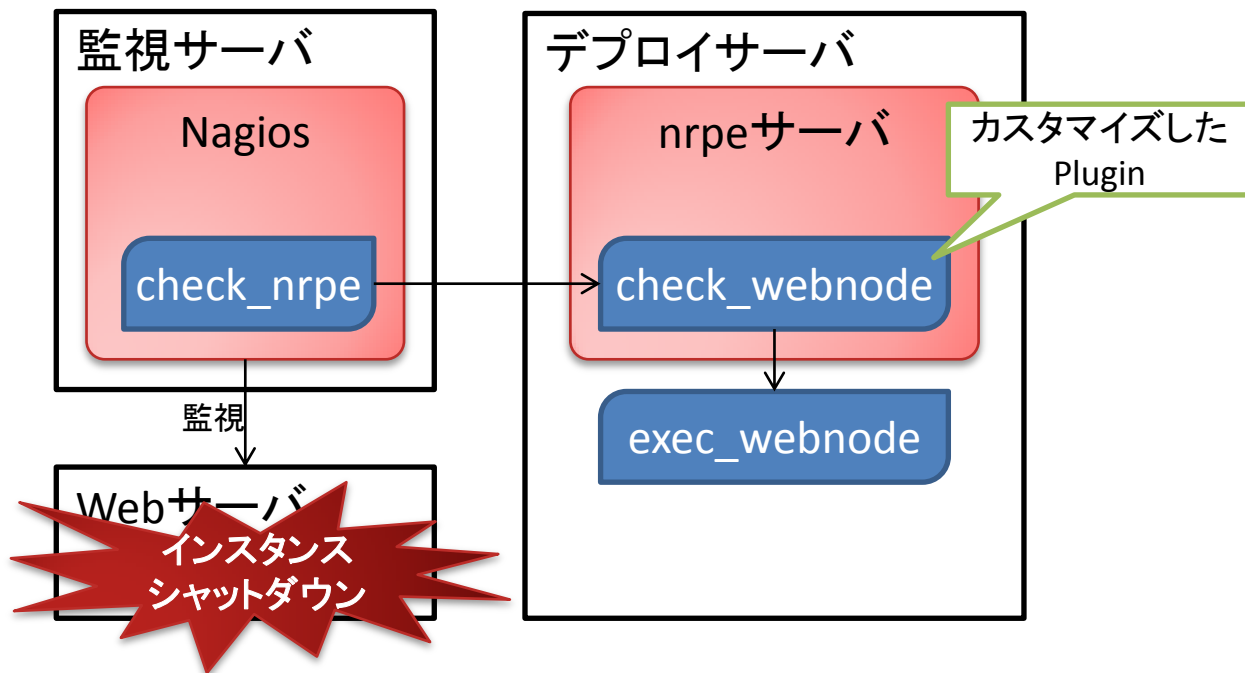 監視サーバ
Nagios
check_nrpe
監視
Webサーバ
インスタンス
シャットダウン
デプロイサーバ
nrpeサーバ
カスタマイズした
Plugin
check_webnode
exec_webnode